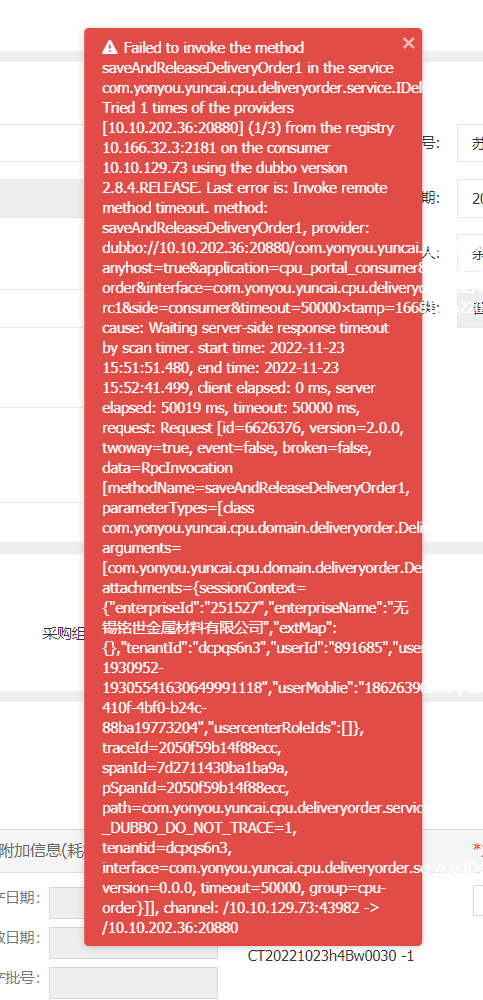 Failed to invoke the method
saveAndReleaseDeliveryOrder1 in the service
com.yonyou.yuncai.cpu.deliveryorder.service.IDeli
Tried 1 times of the providers
[10.10.202.36:20880] (1/3) from the registry
10.166.32.3:2181 on the consumer
10.10.129.73 using the dubbo version
2.8.4.RELEASE. Last error is: Invoke remote
method timeout. method:
saveAndReleaseDeliveryOrder1, provider:
dubbo://10.10.202.36:20880/com.yonyou.yuncai.
anyhost=true&application=cpu_portal_consumer&
order&interface=com.yonyou.yuncai.cpu.deliveryo
rc1&side=consumer&timeout=50000×tamp=1668
cause: Waiting server-side response timeout
by scan timer. start time: 2022-11-23
15:51:51.480, end time: 2022-11-23
15:52:41.499, client elapsed: 0 ms, server
elapsed: 50019 ms, timeout: 50000 ms,
request: Request [id=6626376, version=2.0.0,
twoway=true, event=false, broken=false,
data=RpcInvocation
[methodName=saveAndReleaseDeliveryOrder1,
parameterTypes=[class
com.yonyou.yuncai.cpu.domain.deliveryorder.Deli
arguments=
[com.yonyou.yuncai.cpu.domain.deliveryorder.De
attachments={sessionContext=
{"enterpriseId":"251527","enterpriseName":"无
锡铭世金属材料有限公司","extMap":
{},"tenantId":"dcpqs6n3","userId":"891685","user
1930952-
19305541630649991118","userMoblie":"18626390
410f-4bf0-b24c-
88ba19773204","usercenterRoleIds":[]},
traceId=2050f59b14f88ecc,
spanId=7d2711430ba1ba9a,
pSpanId=2050f59b14f88ecc,
path=com.yonyou.yuncai.cpu.deliveryorder.servic
_DUBBO_DO_NOT_TRACE=1,
tenantid=dcpqs6n3,
interface=com.yonyou.yuncai.cpu.deliveryorder.service.IDe
version=0.0.0, timeout=50000, group=cpu-
order}]], channel: /10.10.129.73:43982 ->
/10.10.202.36:20880
号:
苏
期:
20
人:
采购组
附加信息(耗
*
产日期:
效日期:
产批号:
CT20221023h4Bw0030 -1